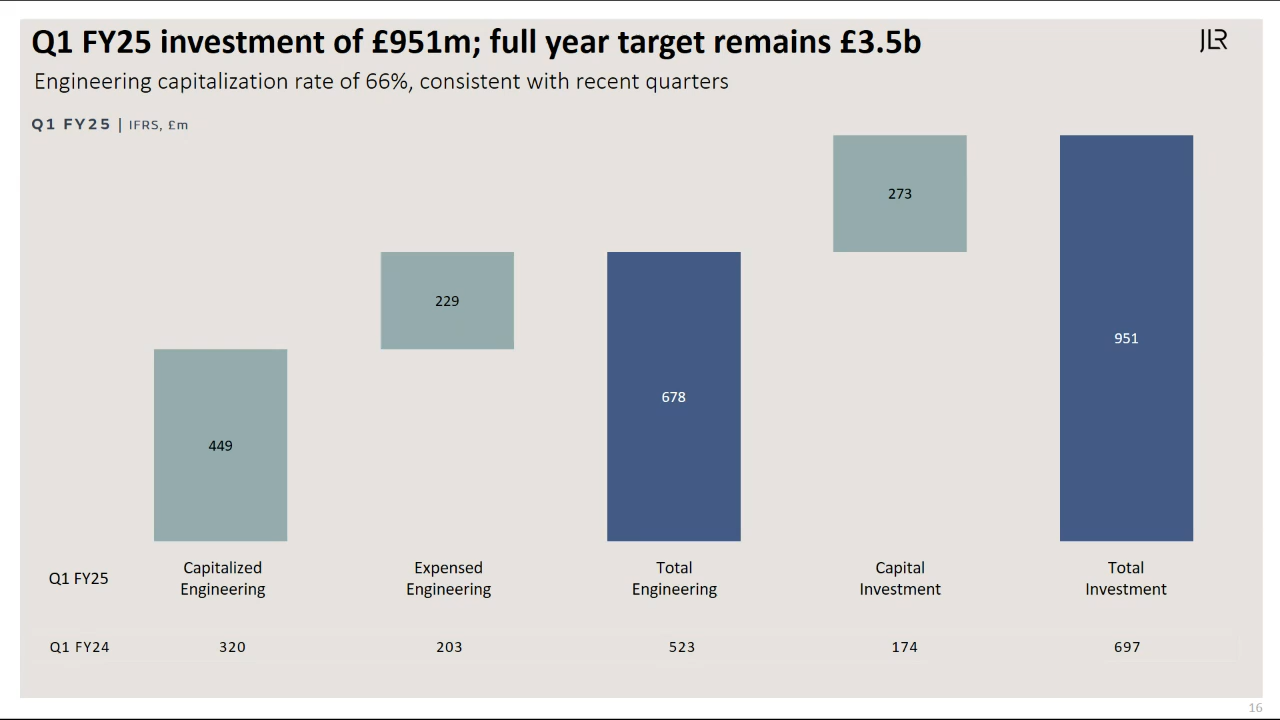 Q1 FY25 investment of £951m; full year target remains £3.5b
JLR
Engineering capitalization rate of 66%, consistent with recent quarters
Q1 FY25 | IFRS, £m
273
229
951
678
449
Q1 FY25
Capitalized
Engineering
Expensed
Engineering
Total
Engineering
Capital
Investment
Total
Investment
Q1 FY24 320 203 523 174 697
16